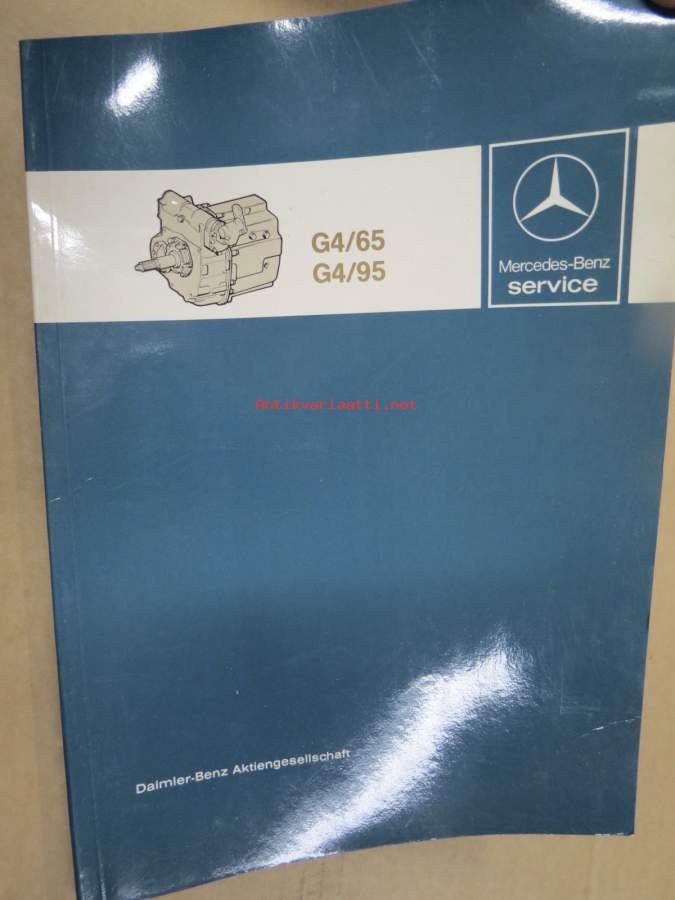 G4/65
G4/95
Mercedes-Benz
service
Antikvariaatti.net
Daimler-Benz Aktiengesellschaft